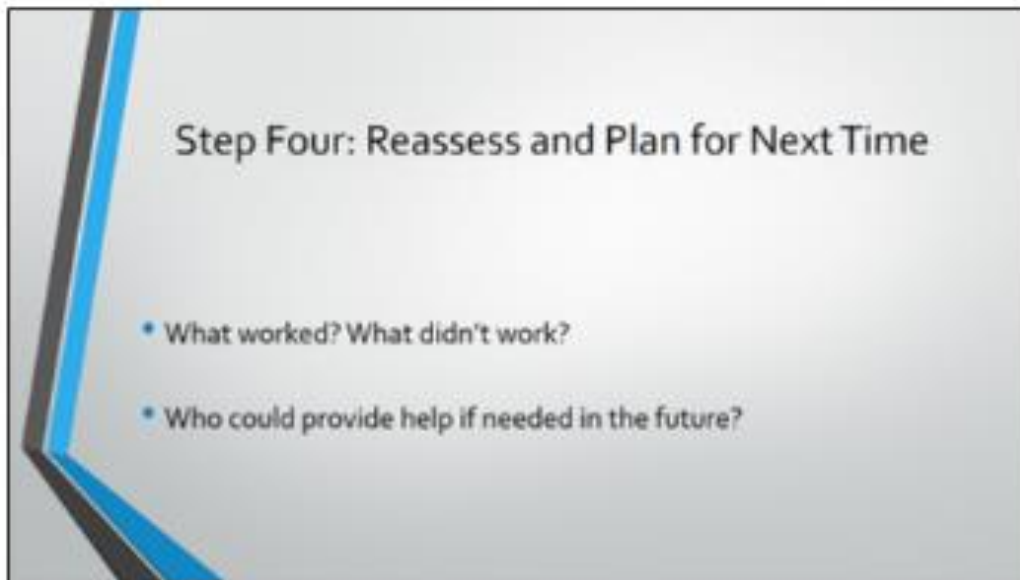 Step Four: Reassess and Plan for Next Time
• What worked? What didn't work?
• Who could provide help if needed in the future?